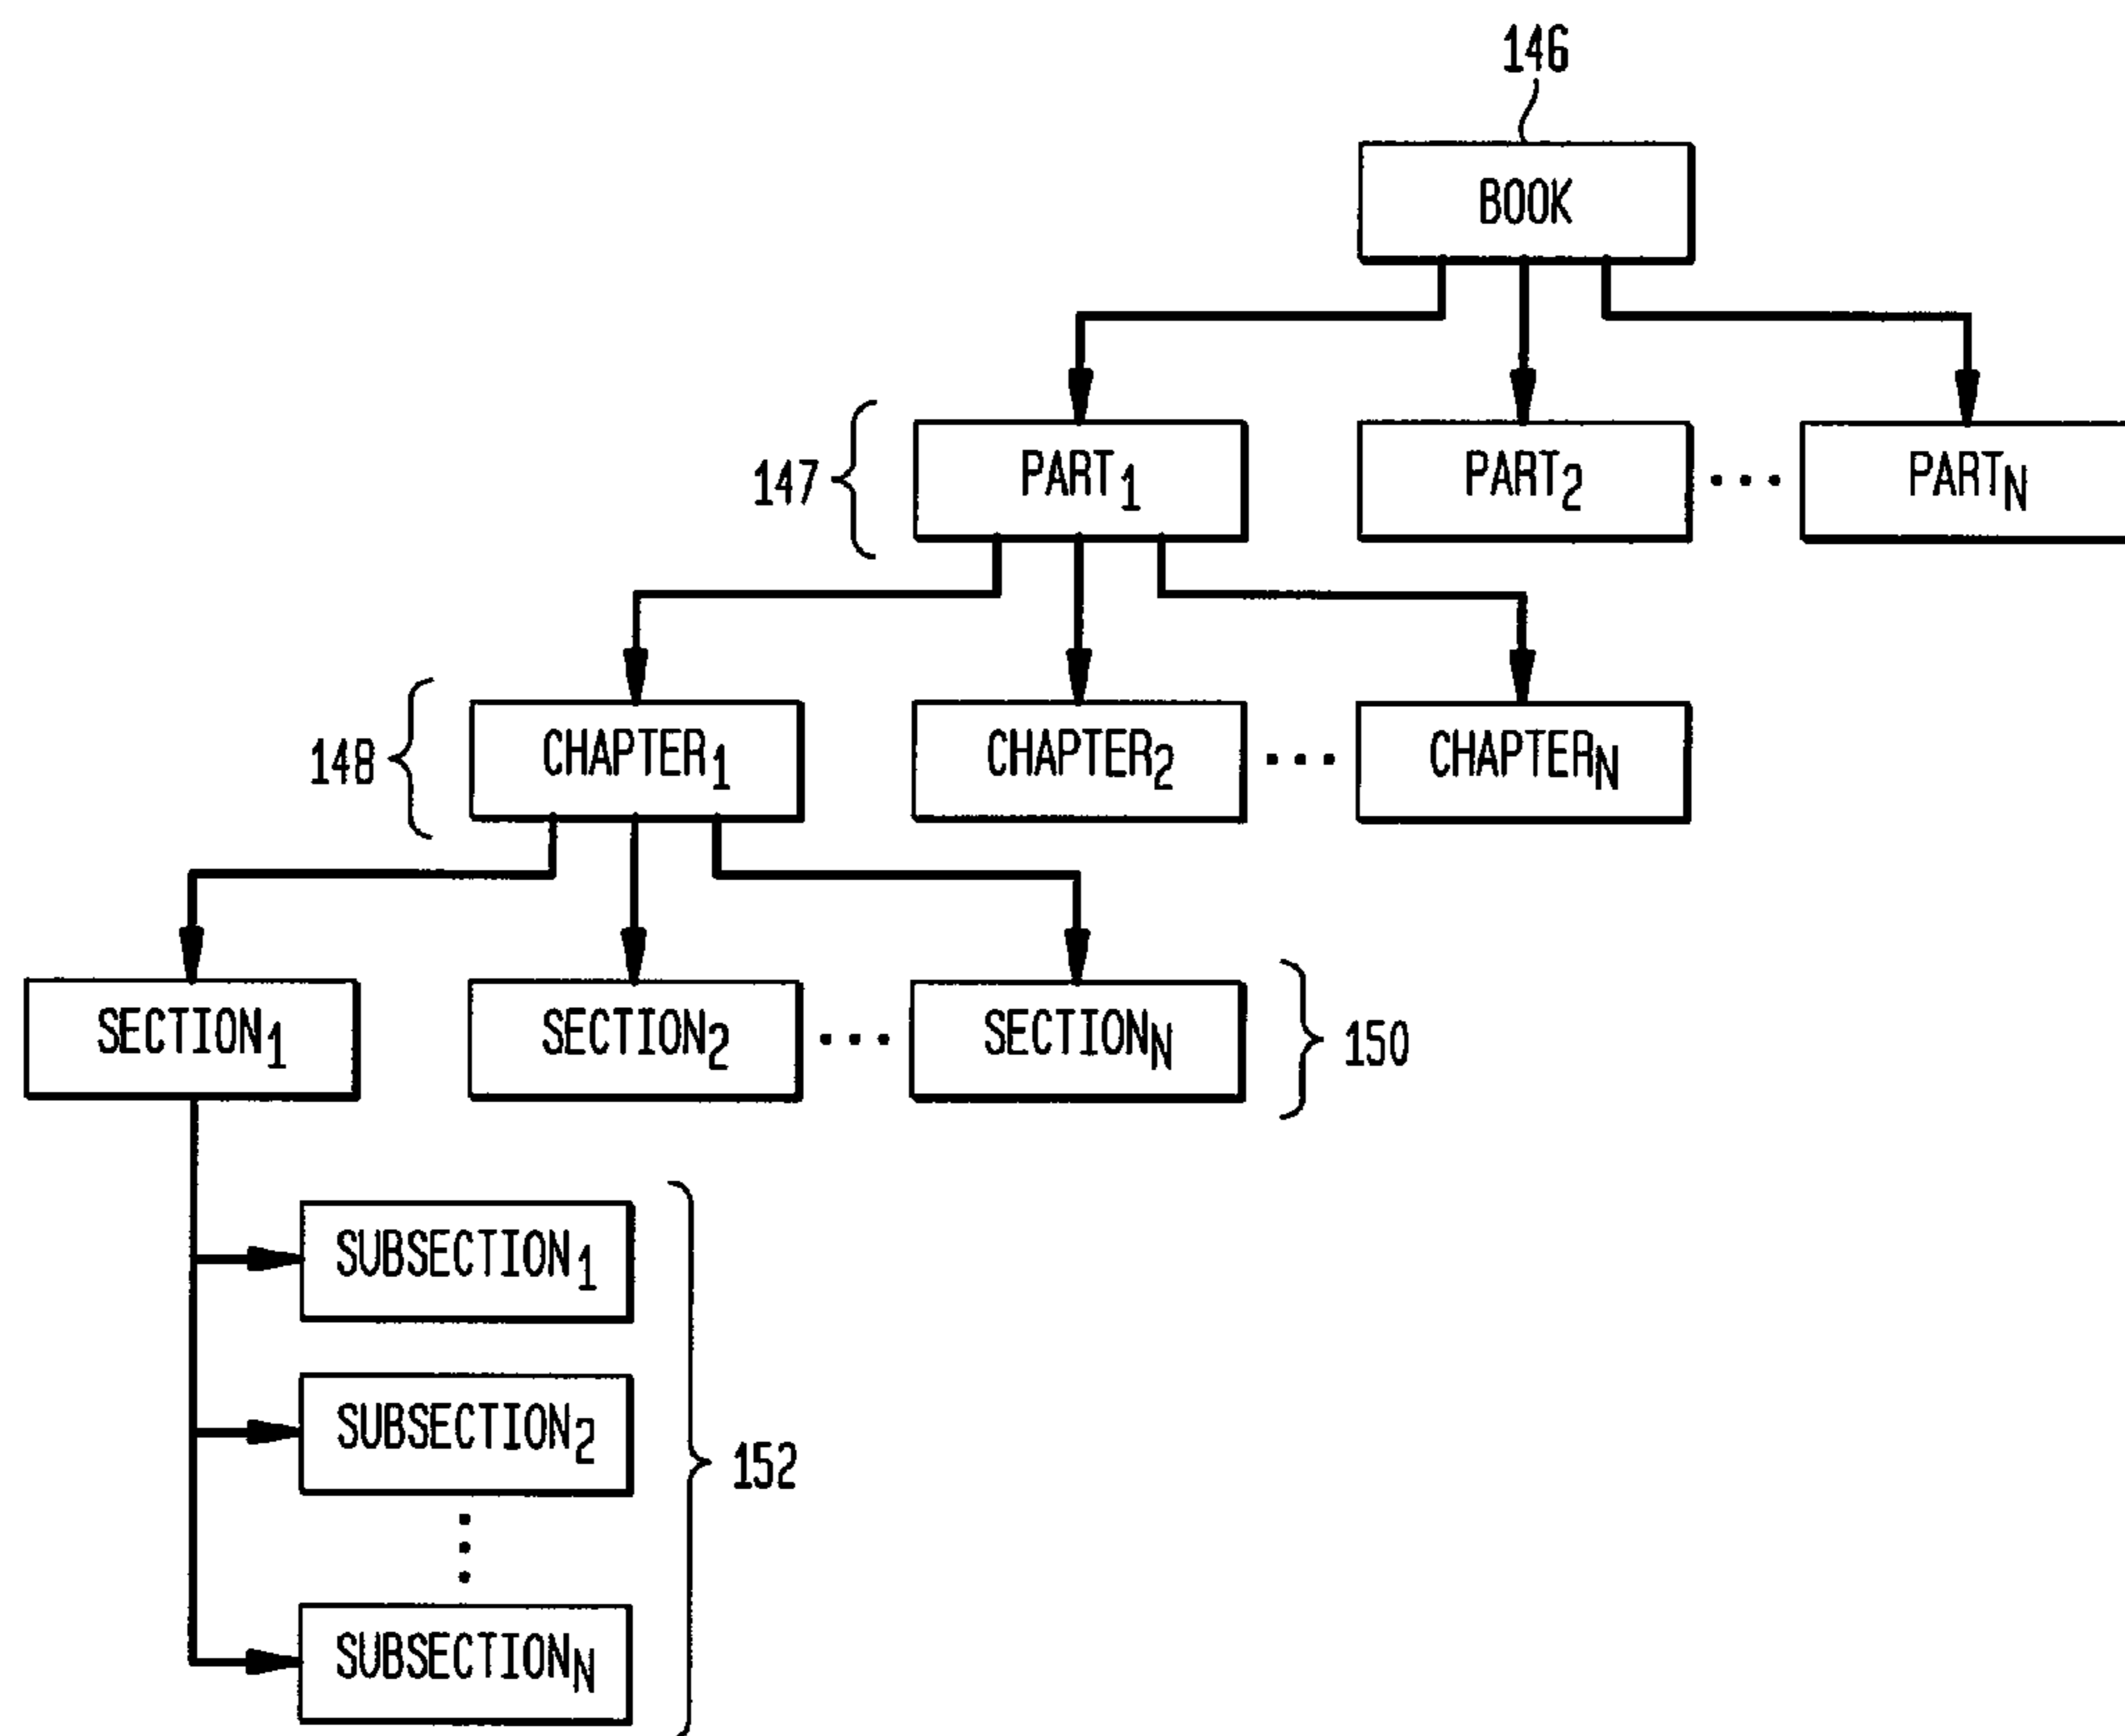 146
BOOK
147 PART1 PART2 ... PARTN
148 CHAPTER1 CHAPTER2 ... CHAPTERN
SECTION1 SECTION2 ... SECTIONN 150
SUBSECTION1
SUBSECTION2
152
SUBSECTIONN